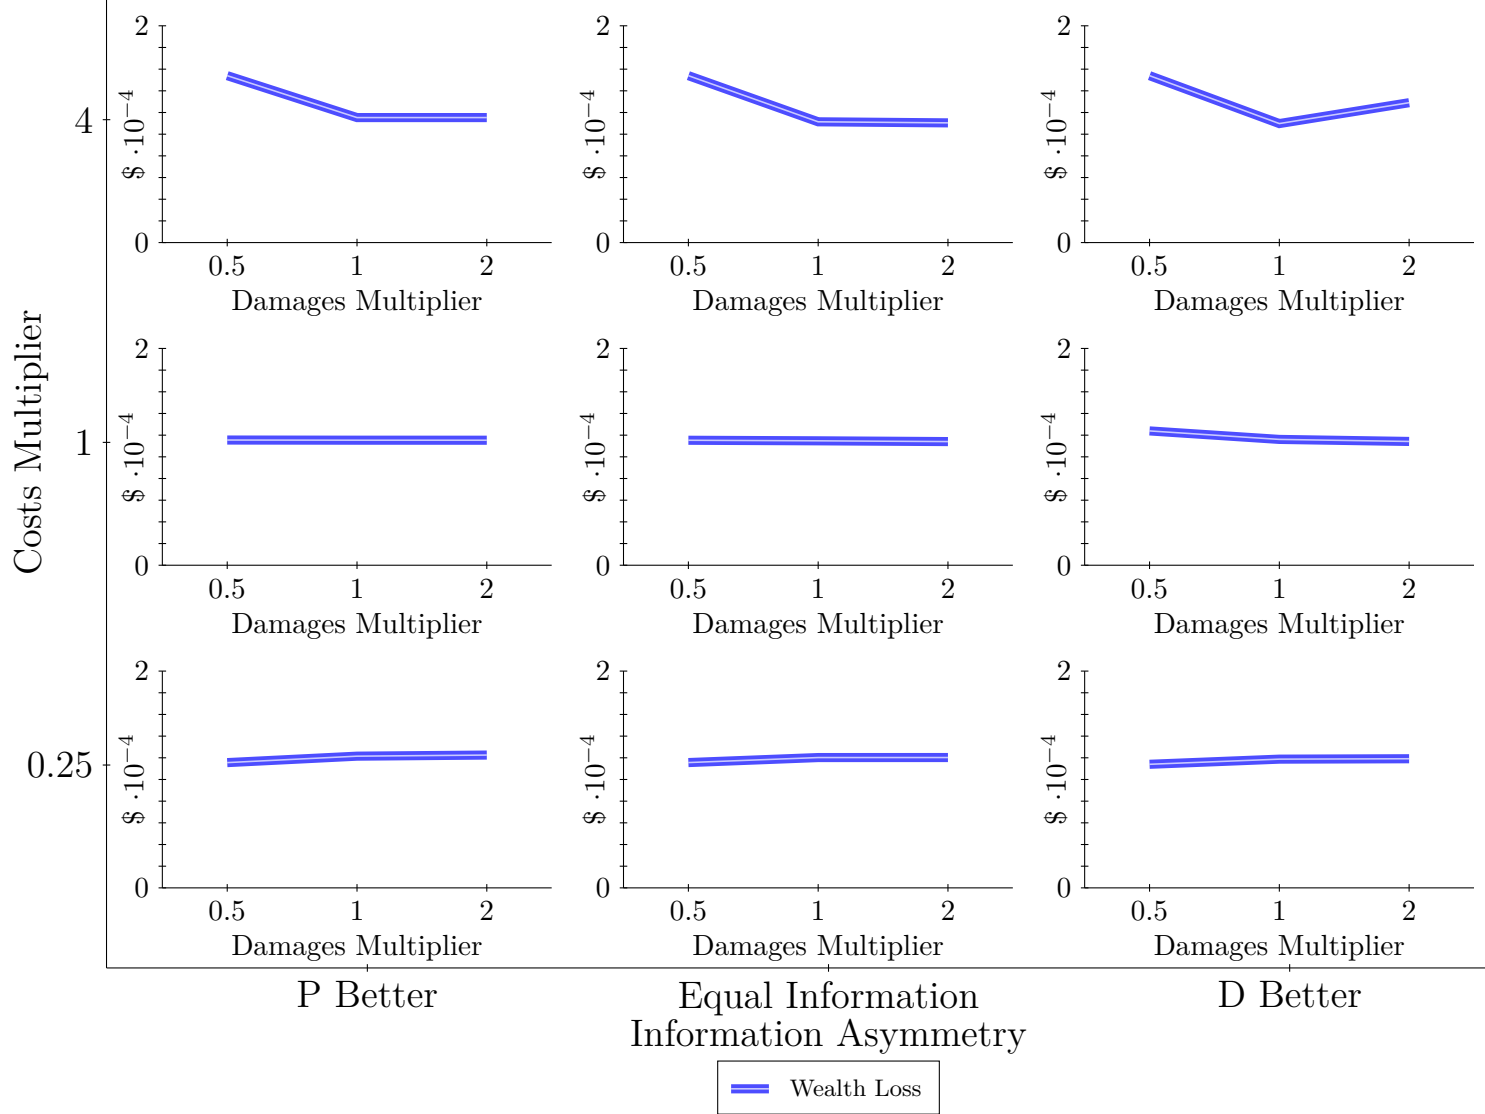 Costs Multiplier
4
2
$ ·10⁻⁴
0
0.5 1 2
Damages Multiplier
2
$ ·10⁻⁴
0
0.5 1 2
Damages Multiplier
2
$ ·10⁻⁴
0
0.5 1 2
Damages Multiplier
1
2
$ ·10⁻⁴
0
0.5 1 2
Damages Multiplier
2
$ ·10⁻⁴
0
0.5 1 2
Damages Multiplier
2
$ ·10⁻⁴
0
0.5 1 2
Damages Multiplier
0.25
2
$ ·10⁻⁴
0
0.5 1 2
Damages Multiplier
2
$ ·10⁻⁴
0
0.5 1 2
Damages Multiplier
2
$ ·10⁻⁴
0
0.5 1 2
Damages Multiplier
P Better
Equal Information
D Better
Information Asymmetry
Wealth Loss